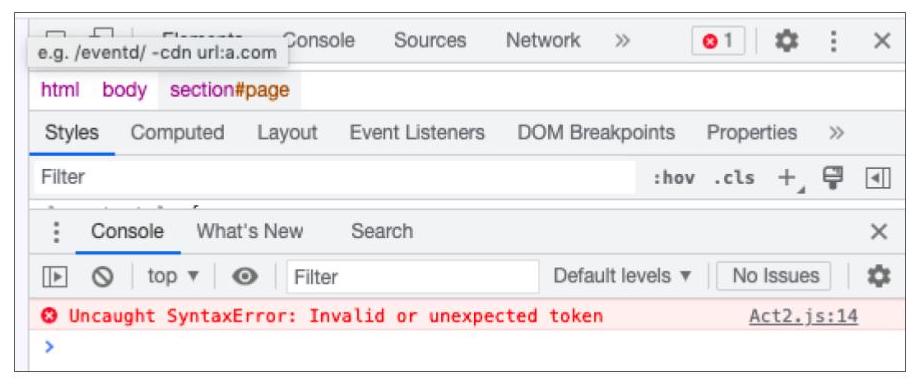 Console Sources Network » 1
e.g. /eventd/ -cdn url:a.com
html body section#page
Styles Computed Layout Event Listeners DOM Breakpoints Properties »
Filter :hov .cls +
Console What's New Search
top ▼ Filter Default levels ▼ No Issues
Uncaught SyntaxError: Invalid or unexpected token Act2.js:14
>